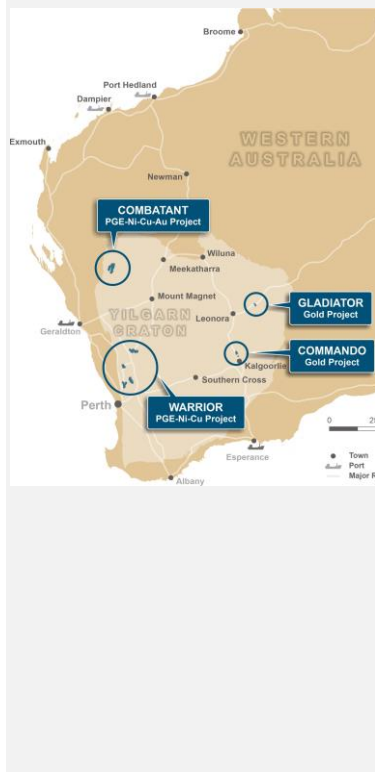 Broome
Port Hedland
Dampier
Exmouth
WESTERN
AUSTRALIA
Newman
COMBATANT
PGE-Ni-Cu-Au Project
Wiluna
Meekatharra
GLADIATOR
Gold Project
Mount Magnet
YILGARN
CRATON
Leonora
Geraldton
COMMANDO
Gold Project
Kalgoorlie
Southern Cross
Perth
WARRIOR
PGE-Ni-Cu Project
Esperance
Albany
0
Town
Port
Major